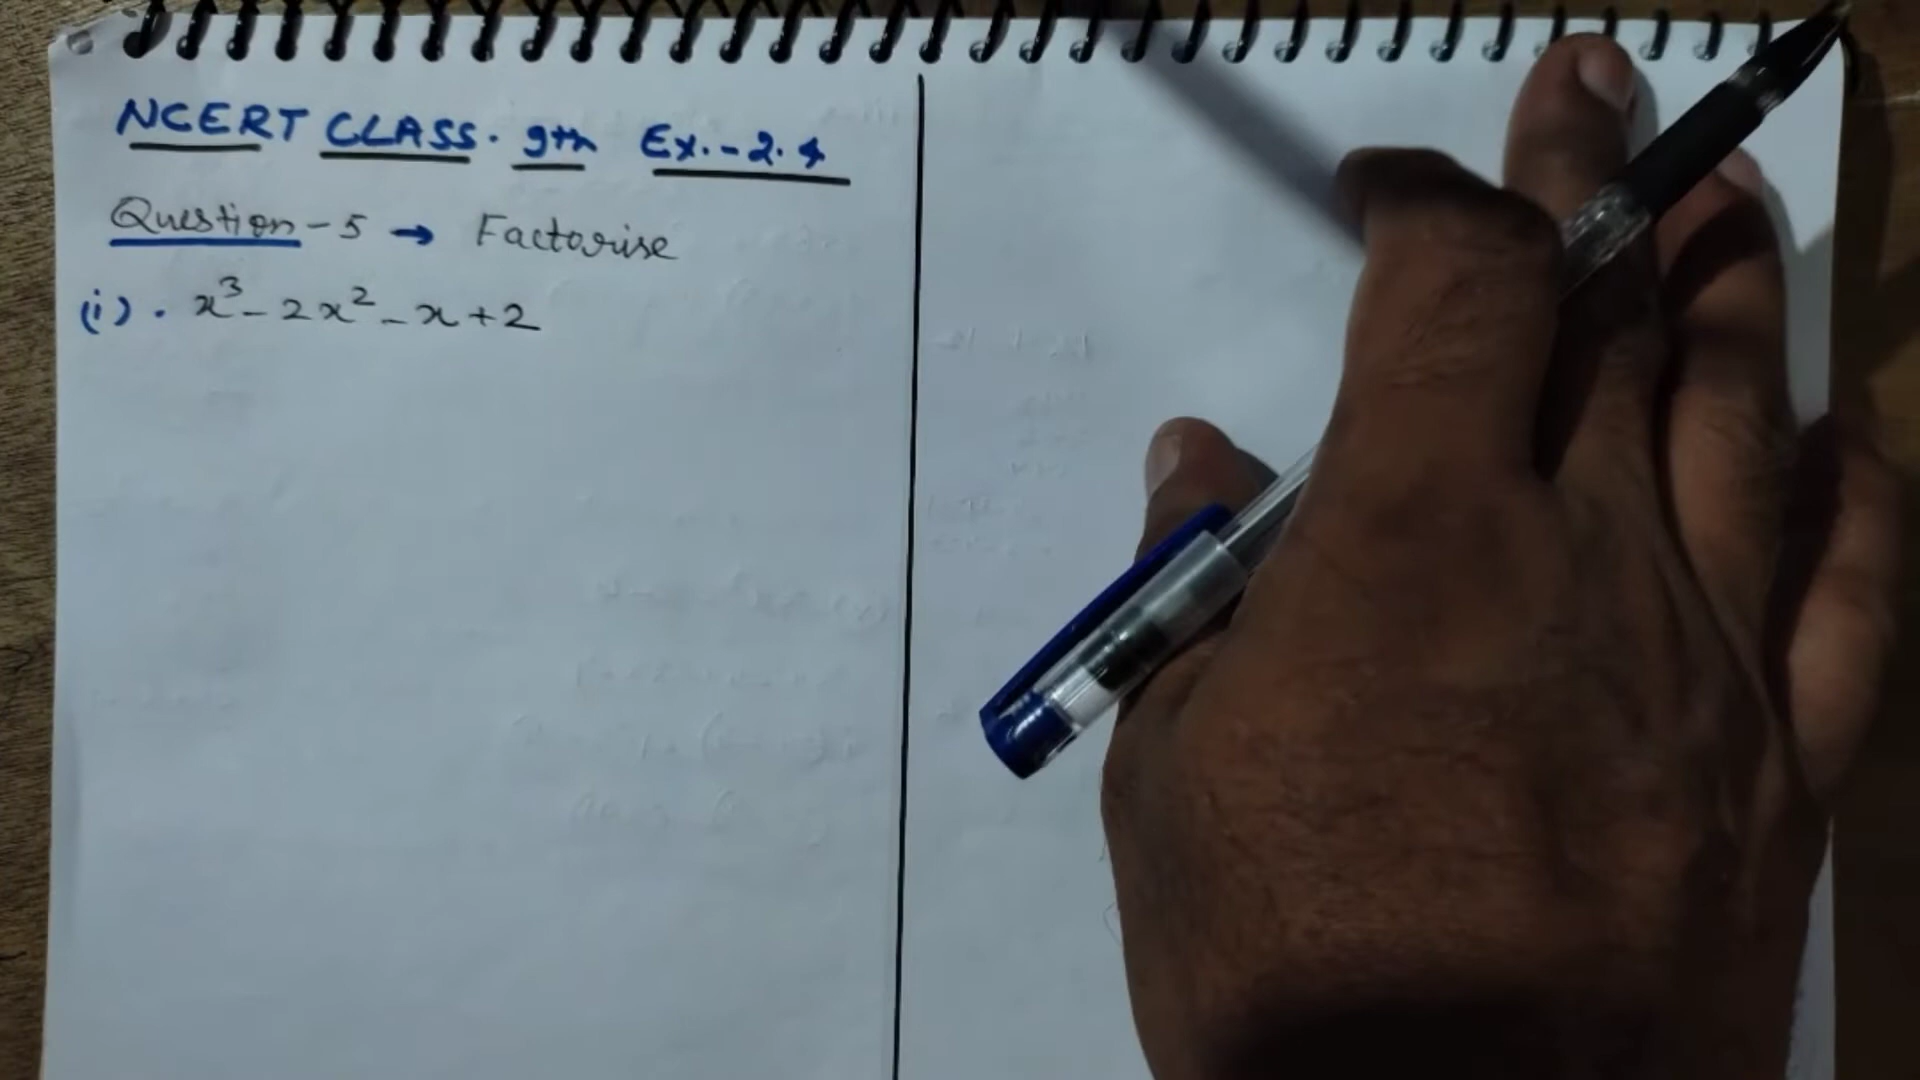 NCERT CLASS. 9th Ex.-2.4
Question-5 → Factorise
(i). x³-2x²-x+2